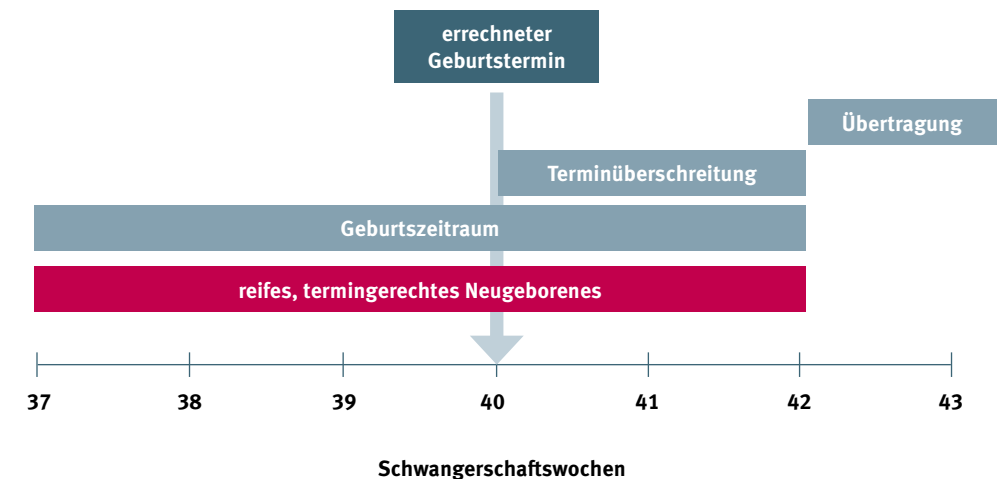 errechneter
Geburtstermin
Übertragung
Terminüberschreitung
Geburtszeitraum
reifes, termingerechtes Neugeborenes
37 38 39 40 41 42 43
Schwangerschaftswochen